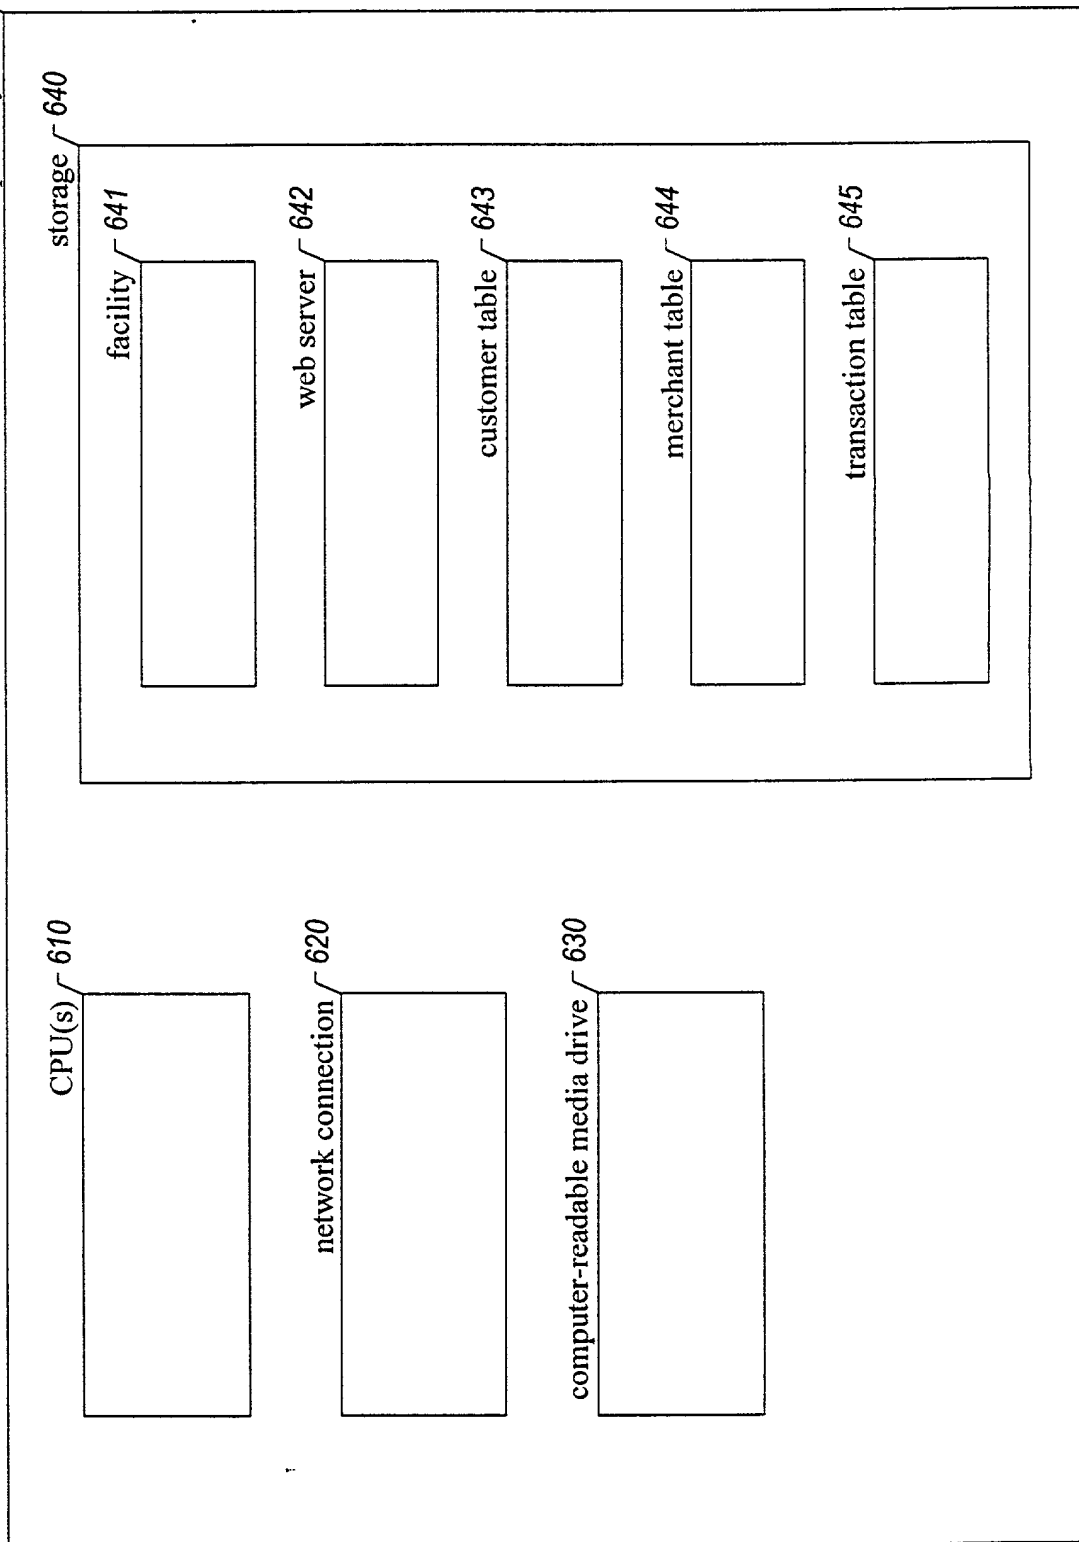 CPU(s) 610
network connection 620
computer-readable media drive 630
storage 640
facility 641
web server 642
customer table 643
merchant table 644
transaction table 645